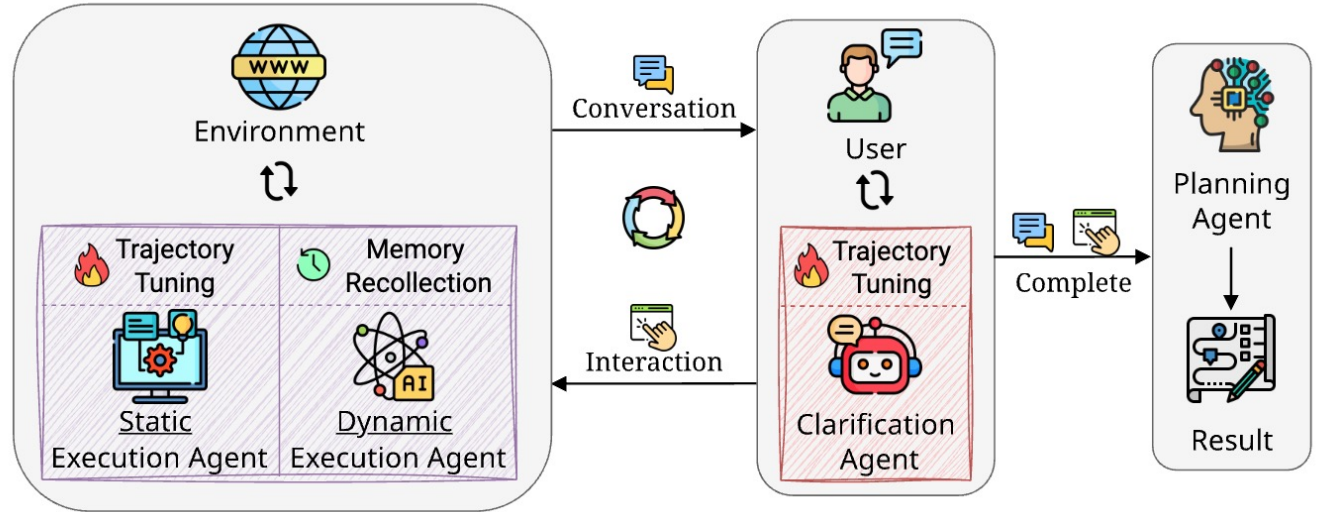 WWW
Environment
Trajectory
Tuning
Memory
Recollection
AI
Static
Execution Agent
Dynamic
Execution Agent
Conversation
Interaction
User
Trajectory
Tuning
Clarification
Agent
Complete
Planning
Agent
Result